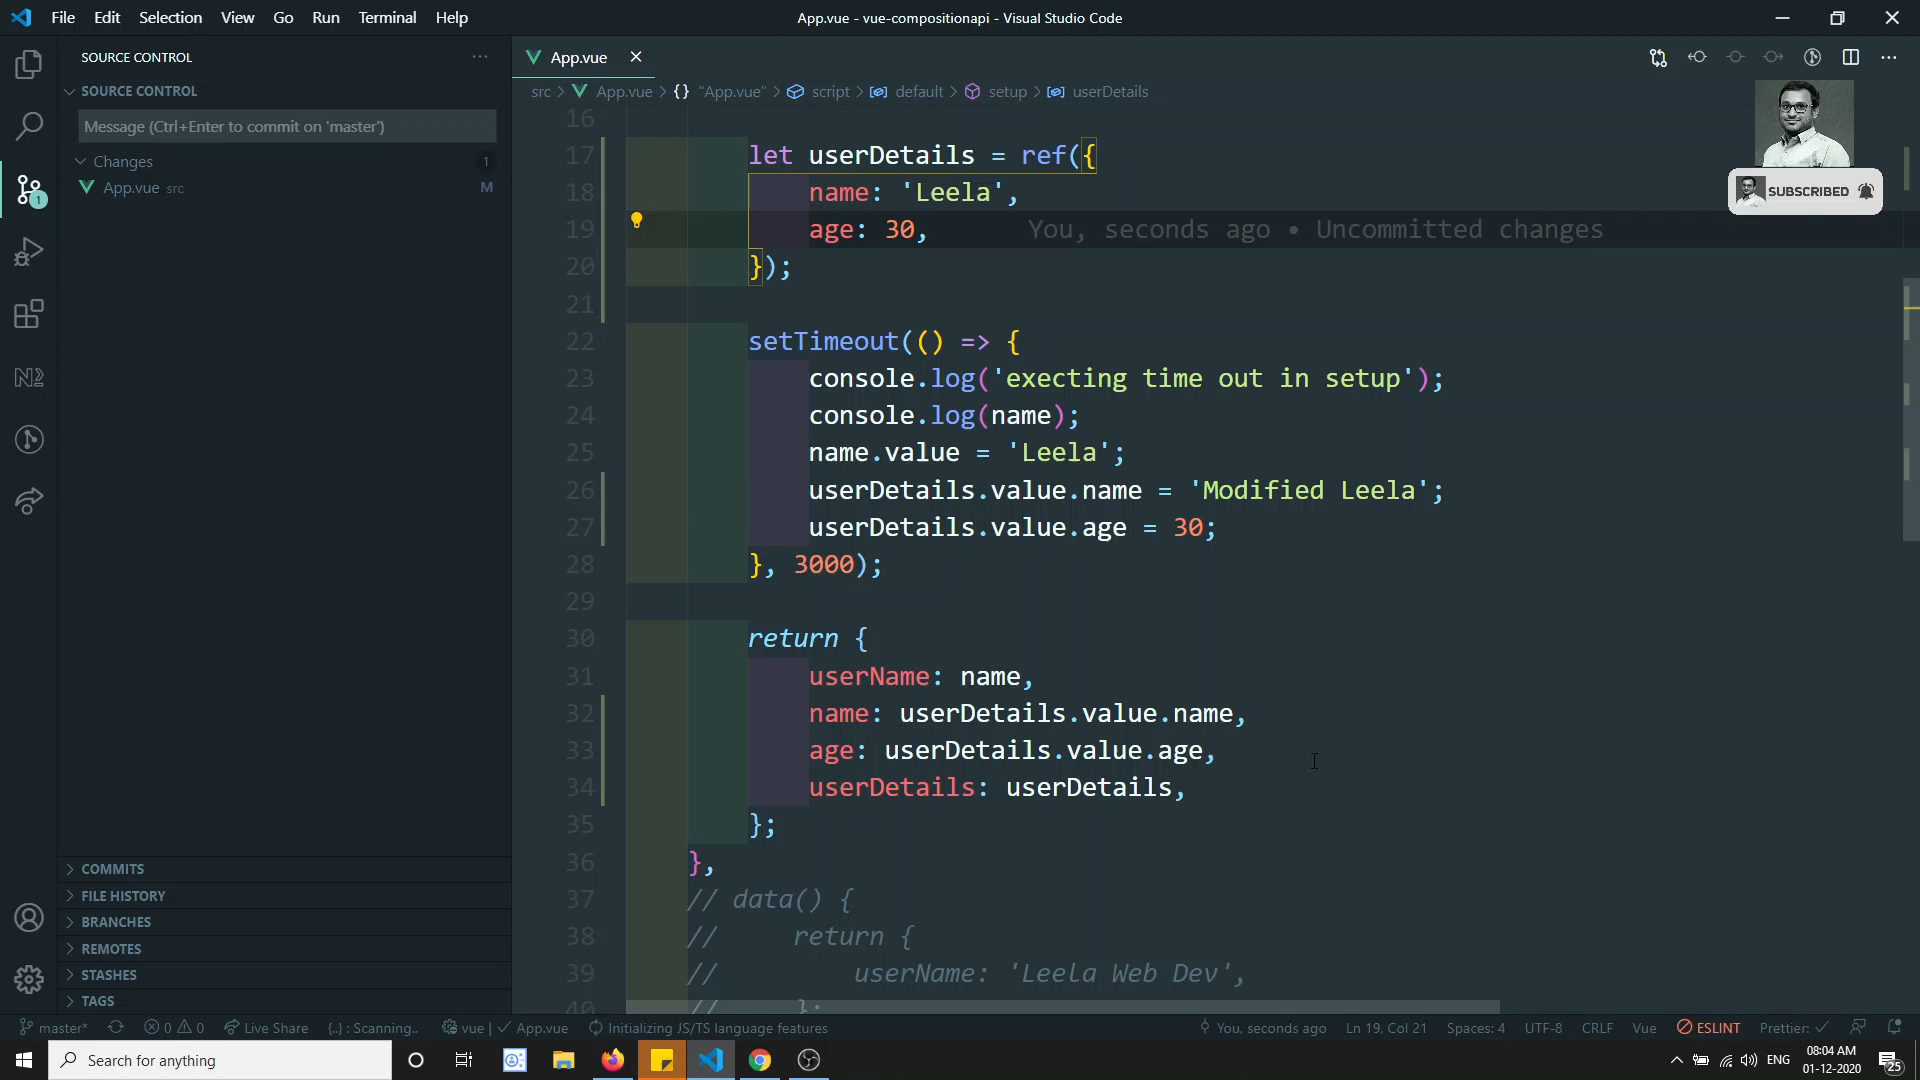 File Edit Selection View Go Run Terminal Help
App.vue - vue-compositionapi - Visual Studio Code
SOURCE CONTROL
SOURCE CONTROL
Message (Ctrl+Enter to commit on 'master')
Changes 1
App.vue src M
1
COMMITS
FILE HISTORY
BRANCHES
REMOTES
STASHES
TAGS
App.vue
src > App.vue > {} "App.vue" > script > default > setup > userDetails
SUBSCRIBED
16
17 let userDetails = ref({
18 name: 'Leela',
19 age: 30, You, seconds ago • Uncommitted changes
20 });
21
22 setTimeout(() => {
23 console.log('execting time out in setup');
24 console.log(name);
25 name.value = 'Leela';
26 userDetails.value.name = 'Modified Leela';
27 userDetails.value.age = 30;
28 }, 3000);
29
30 return {
31 userName: name,
32 name: userDetails.value.name,
33 age: userDetails.value.age,
34 userDetails: userDetails,
35 };
36 },
37 // data() {
38 // return {
39 // userName: 'Leela Web Dev',
40 // };
master* 0 0 Live Share {..} : Scanning.. vue | ✓ App.vue Initializing JS/TS language features You, seconds ago Ln 19, Col 21 Spaces: 4 UTF-8 CRLF Vue ESLINT Prettier: ✓
Search for anything
ENG
08:04 AM
01-12-2020
25